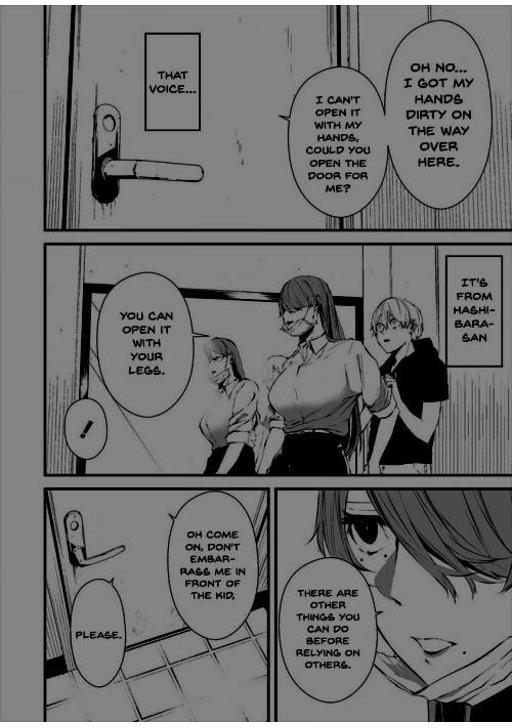 OH NO...
I GOT MY
HANDS
DIRTY ON
THE WAY
OVER
HERE.
I CAN'T
OPEN IT
WITH MY
HANDS,
COULD YOU
OPEN THE
DOOR FOR
ME?
THAT
VOICE...
IT'S
FROM
HASHI-
BARA-
SAN
YOU CAN
OPEN IT
WITH
YOUR
LEGS.
!
THERE ARE
OTHER
THINGS YOU
CAN DO
BEFORE
RELYING ON
OTHERS.
OH COME
ON, DON'T
EMBAR-
RASS ME IN
FRONT OF
THE KID,
PLEASE.